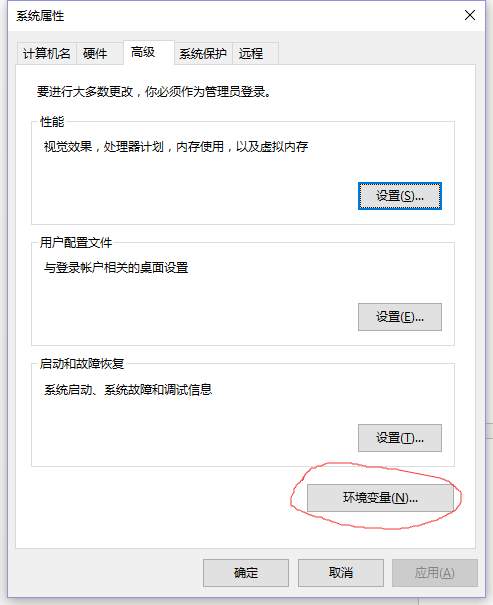 系统属性
计算机名 硬件 高级 系统保护 远程
要进行大多数更改，你必须作为管理员登录。
性能
视觉效果，处理器计划，内存使用，以及虚拟内存
设置(S)...
用户配置文件
与登录帐户相关的桌面设置
设置(E)...
启动和故障恢复
系统启动、系统故障和调试信息
设置(T)...
环境变量(N)...
确定 取消 应用(A)